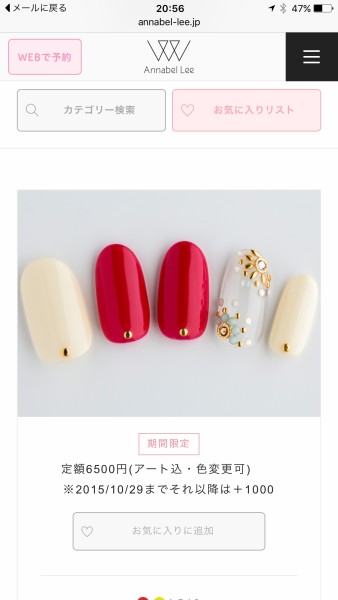 メールに戻る 20:56 47%
annabel-lee.jp
WEBで予約
Annabel Lee
カテゴリー検索
お気に入りリスト
期間限定
定額6500円(アート込・色変更可)
※2015/10/29までそれ以降は＋1000
お気に入りに追加